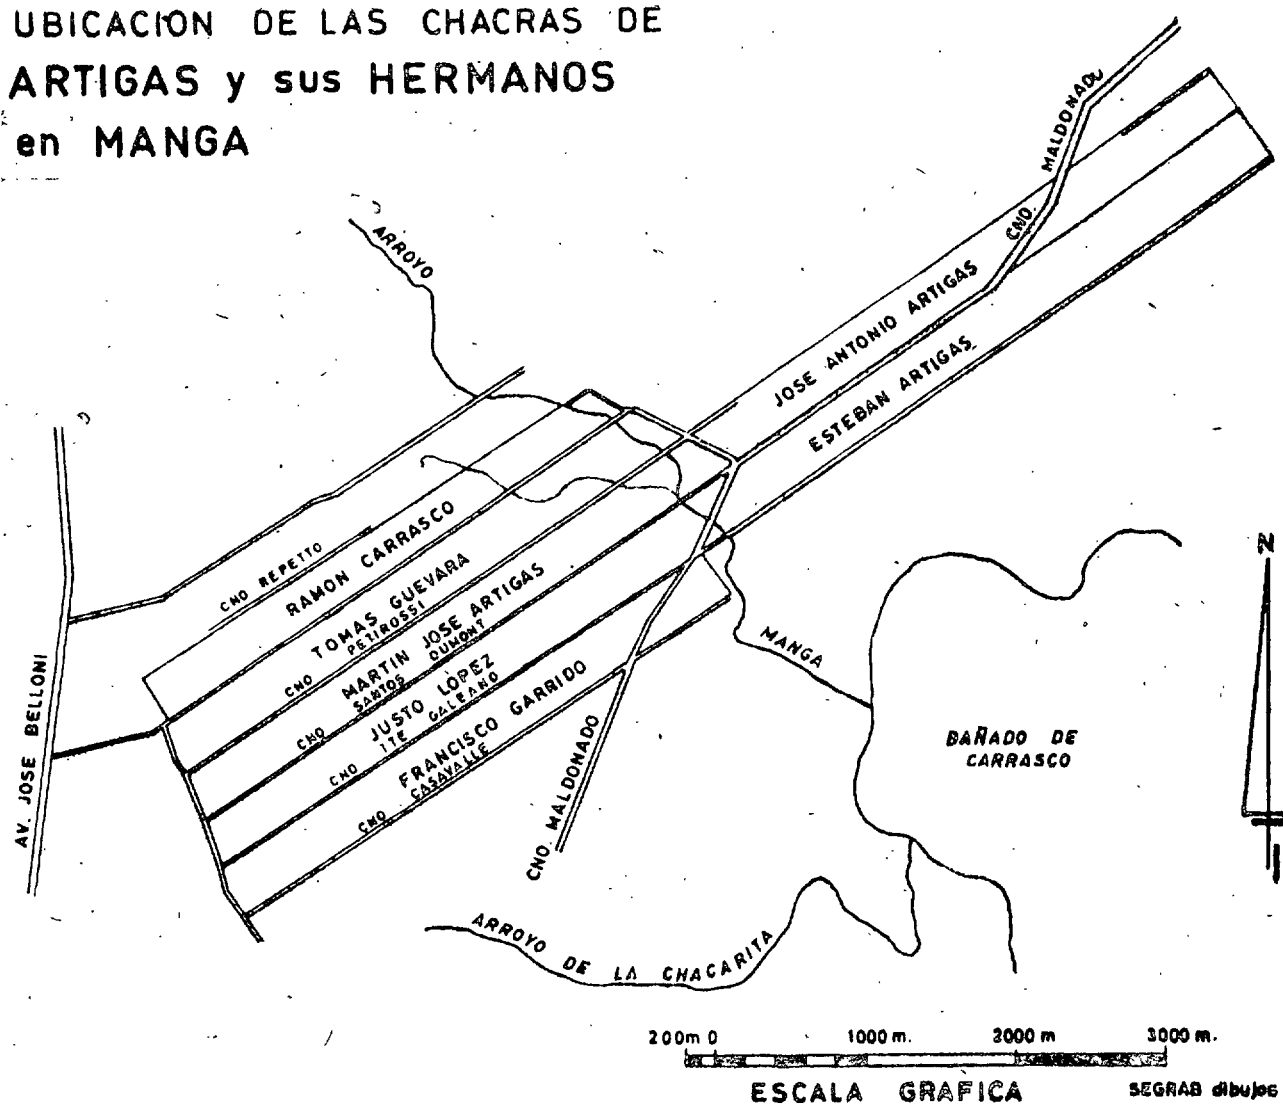 UBICACION DE LAS CHACRAS DE
ARTIGAS y sus HERMANOS
en MANGA
CNO. MALDONADO
ARROYO
JOSE ANTONIO ARTIGAS
ESTEBAN ARTIGAS
CNO REPETTO
RAMON CARRASCO
TOMAS GUEVARA
CNO PETIROSSI
MARTIN JOSE ARTIGAS
CNO SANTOS DUMONT
JUSTO LOPEZ
CNO TTE GALEANO
FRANCISCO GARRIDO
CNO CASAVALLE
AV. JOSE BELLONI
CNO. MALDONADO
MANGA
N
BAÑADO DE
CARRASCO
ARROYO DE LA CHACARITA
200m 0 1000 m. 2000 m 3000 m.
ESCALA GRAFICA
SEGRAB dibujos